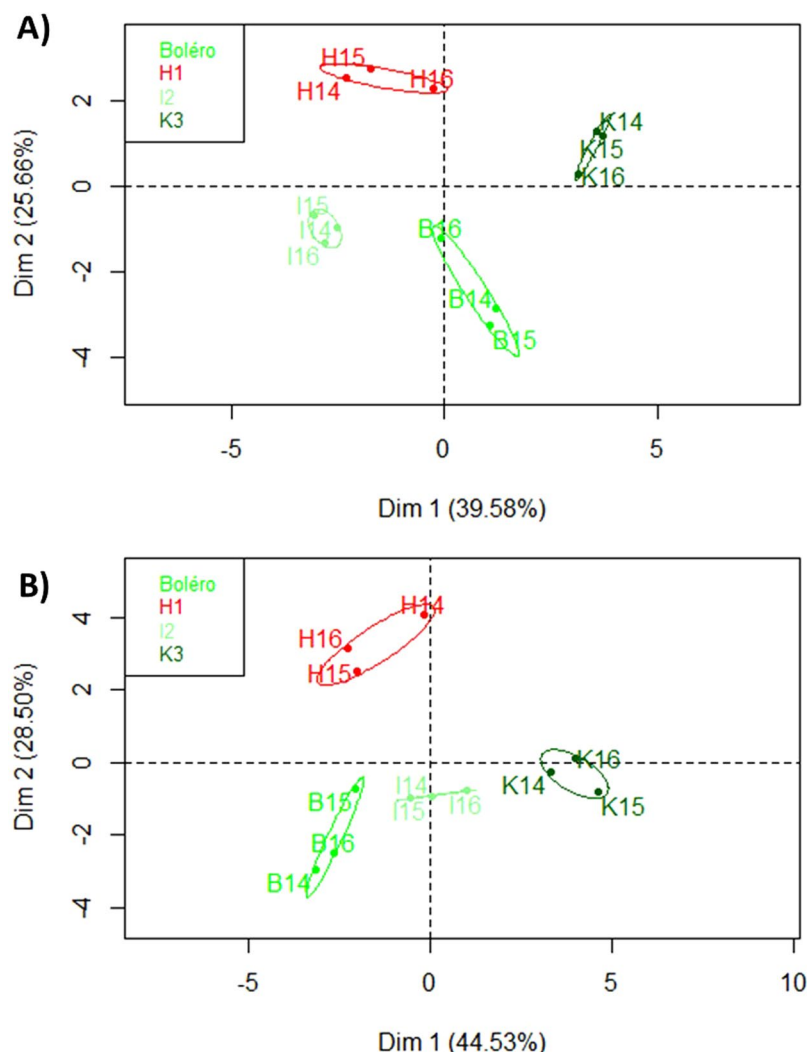 A)
Boléro
H1
I2
K3
H15
H14
H16
K14
K15
K16
I15
I14
I16
B16
B14
B15
2
0
-2
-4
Dim 2 (25.66%)
-5
0
5
Dim 1 (39.58%)
B)
Boléro
H1
I2
K3
H14
H16
H15
K16
K14
K15
I14
I15
I16
B15
B16
B14
4
2
0
-2
-4
Dim 2 (28.50%)
-5
0
5
10
Dim 1 (44.53%)